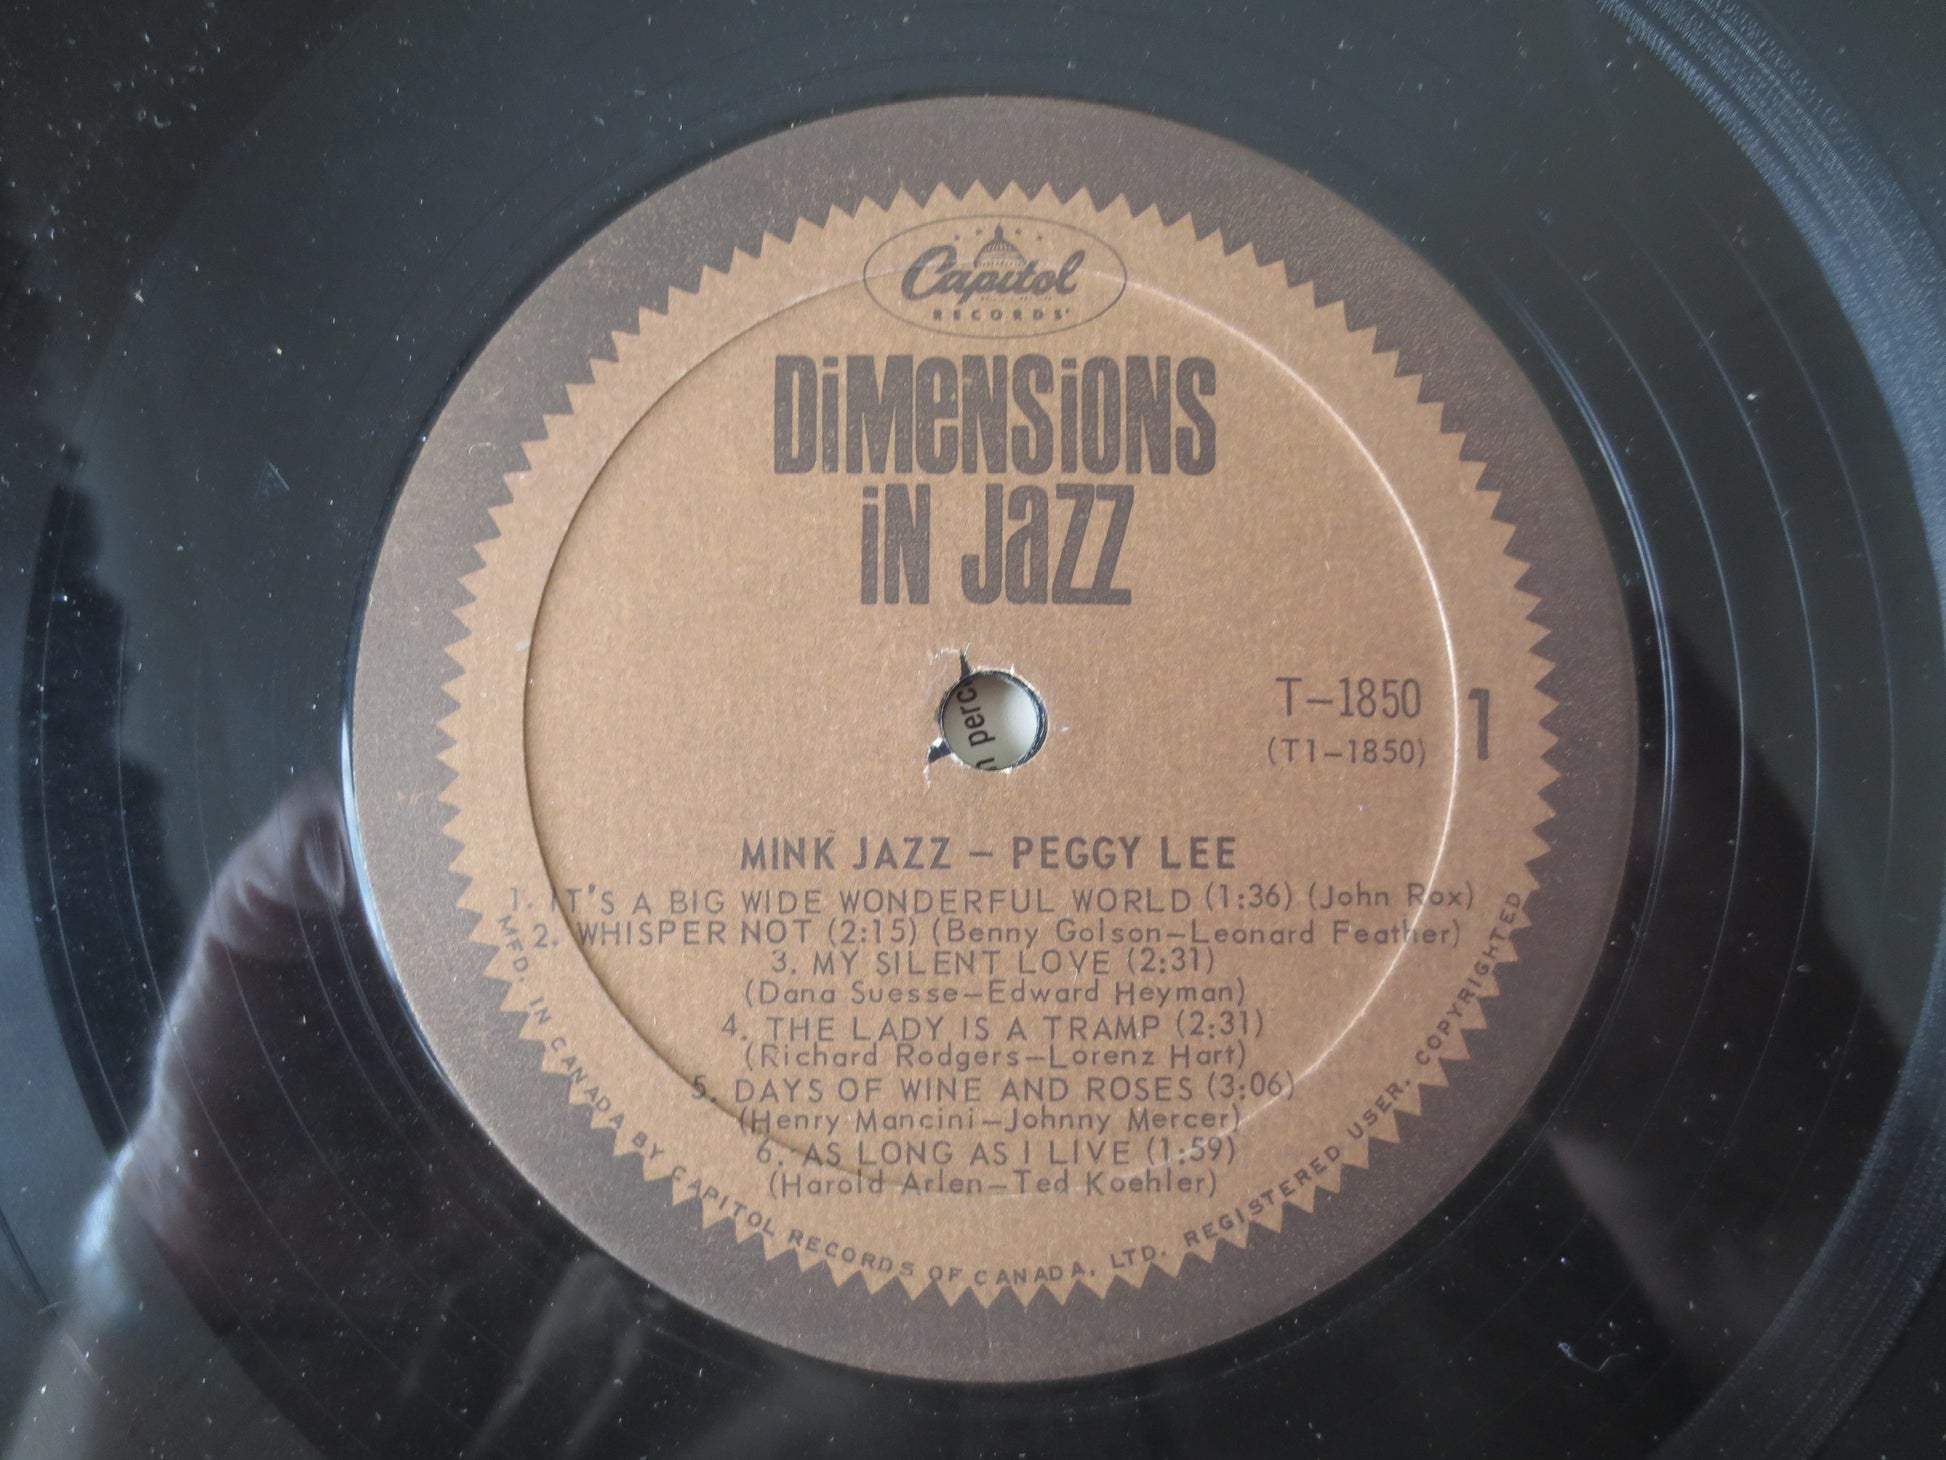 Capitol
RECORDS
DiMeNSiONS
iN JaZZ
T-1850
1
(T1-1850)
n perc
MINK JAZZ - PEGGY LEE
1. IT'S A BIG WIDE WONDERFUL WORLD (1:36) (John Rox)
2. WHISPER NOT (2:15) (Benny Golson-Leonard Feather)
3. MY SILENT LOVE (2:31)
(Dana Suesse-Edward Heyman)
4. THE LADY IS A TRAMP (2:31)
(Richard Rodgers-Lorenz Hart)
5. DAYS OF WINE AND ROSES (3:06)
(Henry Mancini-Johnny Mercer)
6. AS LONG AS I LIVE (1:59)
(Harold Arlen-Ted Koehler)
MFD. IN CANADA BY CAPITOL RECORDS OF CANADA, LTD. REGISTERED USER. COPYRIGHTED